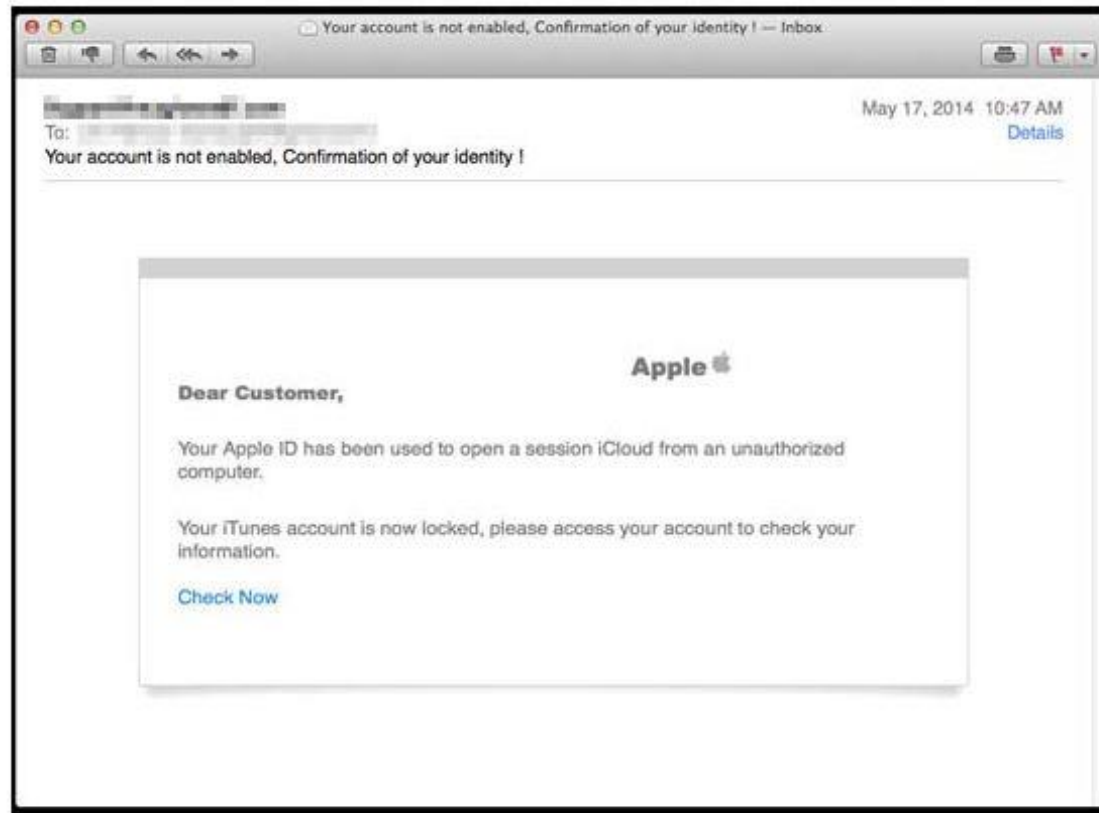 Your account is not enabled, Confirmation of your identity ! — Inbox
May 17, 2014 10:47 AM
To:
Details
Your account is not enabled, Confirmation of your identity !
Apple
Dear Customer,
Your Apple ID has been used to open a session iCloud from an unauthorized
computer.
Your iTunes account is now locked, please access your account to check your
information.
Check Now